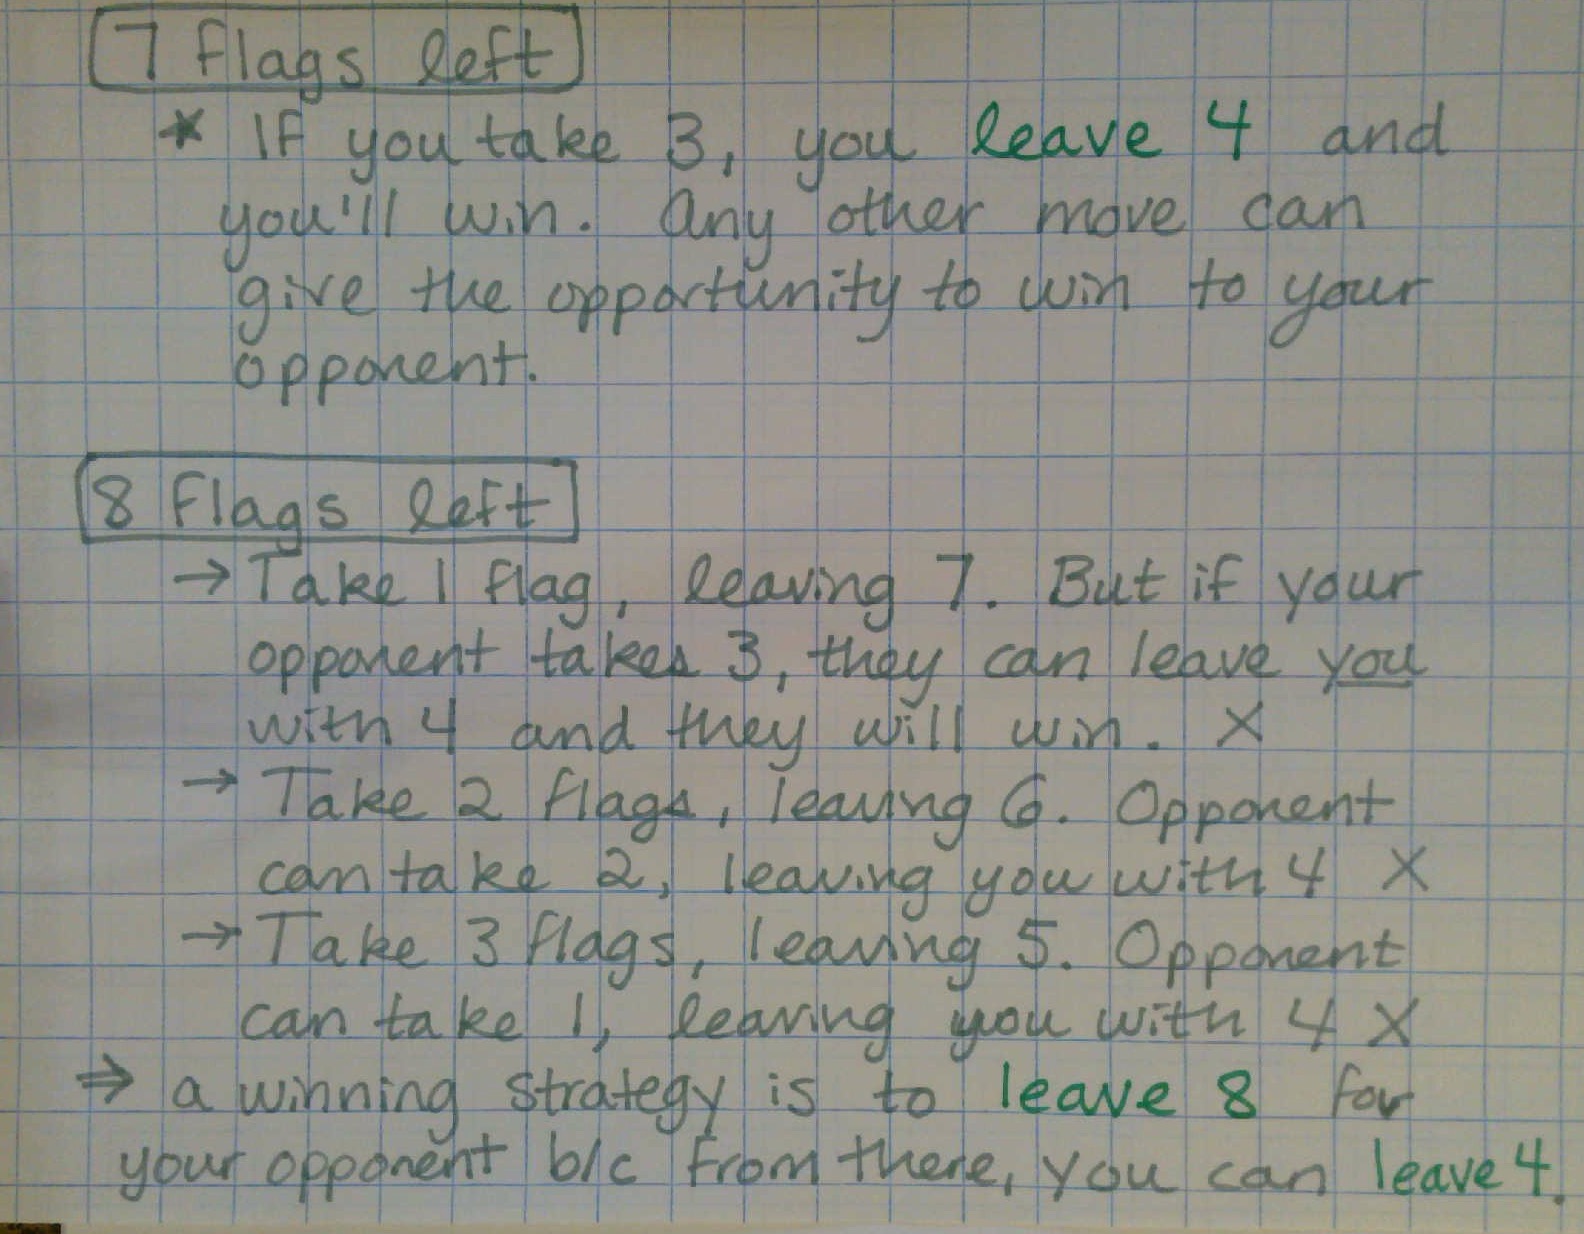 7 flags left
* If you take 3, you leave 4 and
you'll win. Any other move can
give the opportunity to win to your
opponent.
8 flags left
→ Take 1 flag, leaving 7. But if your
opponent takes 3, they can leave you
with 4 and they will win. X
→ Take 2 flags, leaving 6. Opponent
can take 2, leaving you with 4 X
→ Take 3 flags, leaving 5. Opponent
can take 1, leaving you with 4 X
⇒ a winning strategy is to leave 8 for
your opponent b/c from there, you can leave 4.